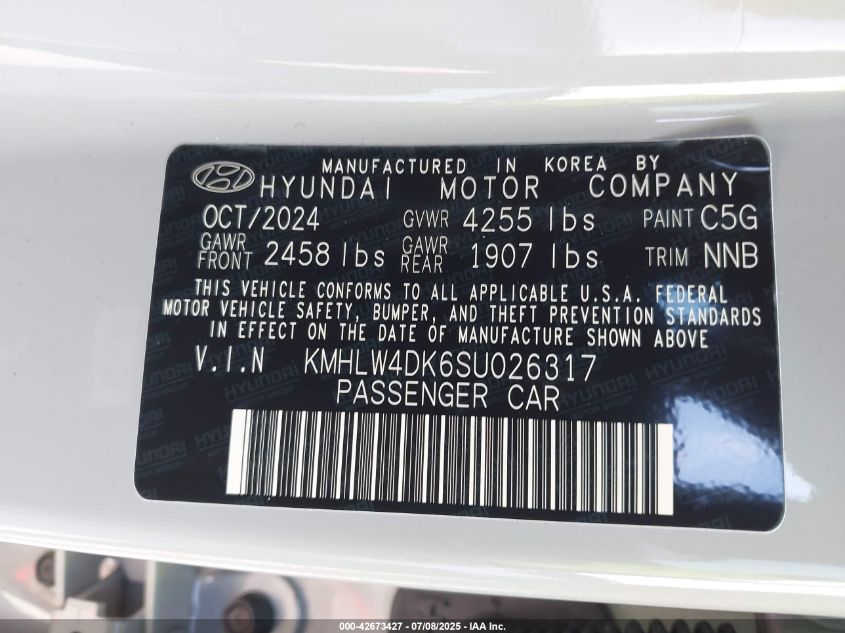 MANUFACTURED IN KOREA BY
HYUNDAI MOTOR COMPANY
OCT/2024 GVWR 4255 lbs PAINT C5G
GAWR FRONT 2458 lbs GAWR REAR 1907 lbs TRIM NNB
THIS VEHICLE CONFORMS TO ALL APPLICABLE U.S.A. FEDERAL
MOTOR VEHICLE SAFETY, BUMPER, AND THEFT PREVENTION STANDARDS
IN EFFECT ON THE DATE OF MANUFACTURE SHOWN ABOVE
V.I.N KMHLW4DK6SU026317
PASSENGER CAR
000-42673427 - 07/08/2025 - IAA Inc.